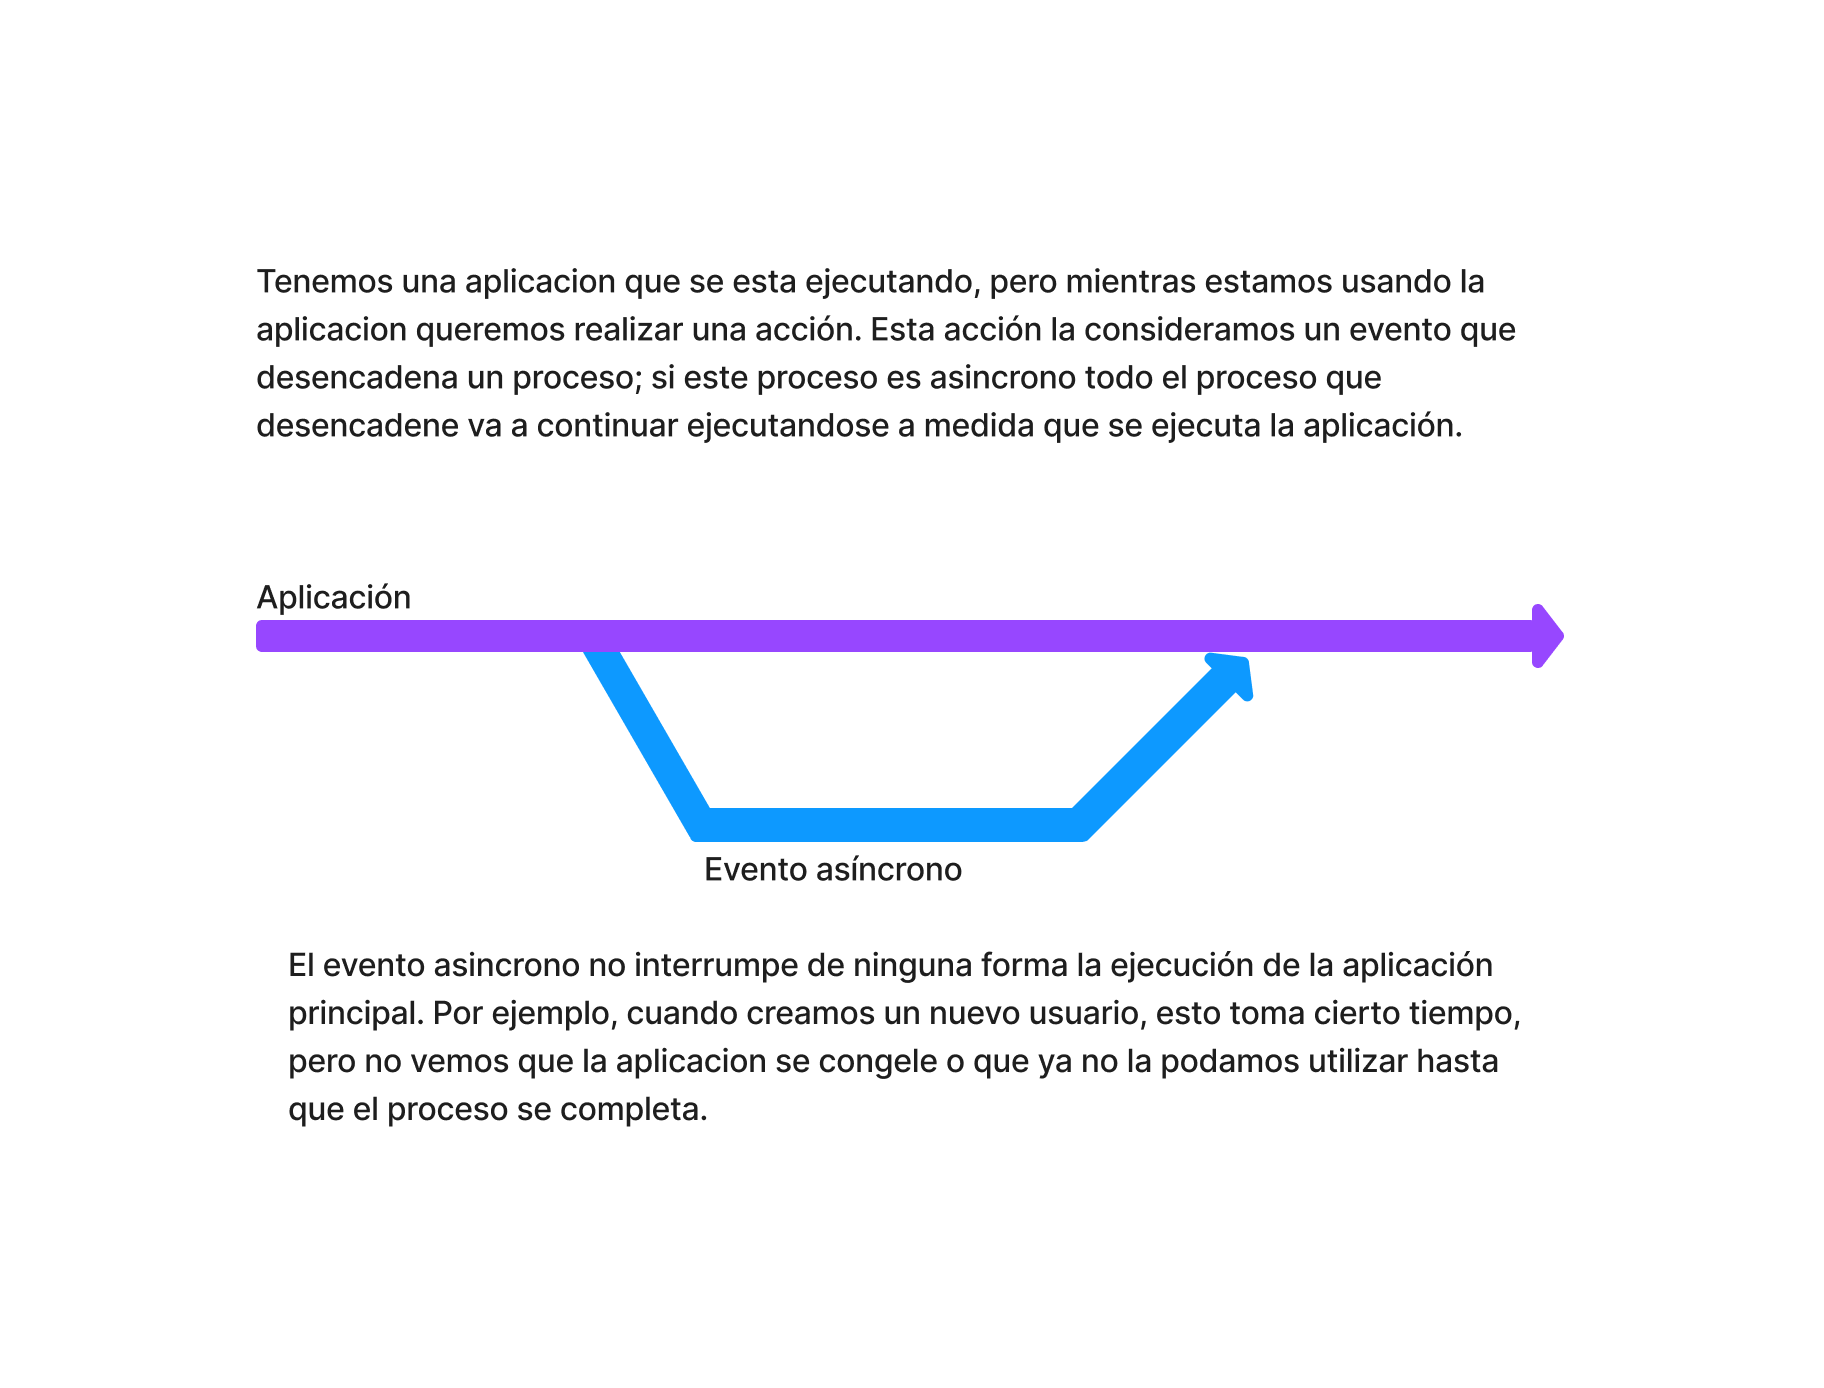 Tenemos una aplicacion que se esta ejecutando, pero mientras estamos usando la
aplicacion queremos realizar una acción. Esta acción la consideramos un evento que
desencadena un proceso; si este proceso es asincrono todo el proceso que
desencadene va a continuar ejecutandose a medida que se ejecuta la aplicación.
Aplicación
Evento asíncrono
El evento asincrono no interrumpe de ninguna forma la ejecución de la aplicación
principal. Por ejemplo, cuando creamos un nuevo usuario, esto toma cierto tiempo,
pero no vemos que la aplicacion se congele o que ya no la podamos utilizar hasta
que el proceso se completa.